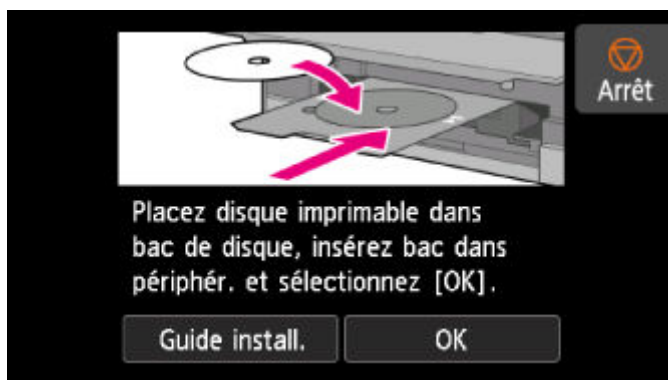 Arrêt
Placez disque imprimable dans
bac de disque, insérez bac dans
périphér. et sélectionnez [OK].
Guide install.
OK